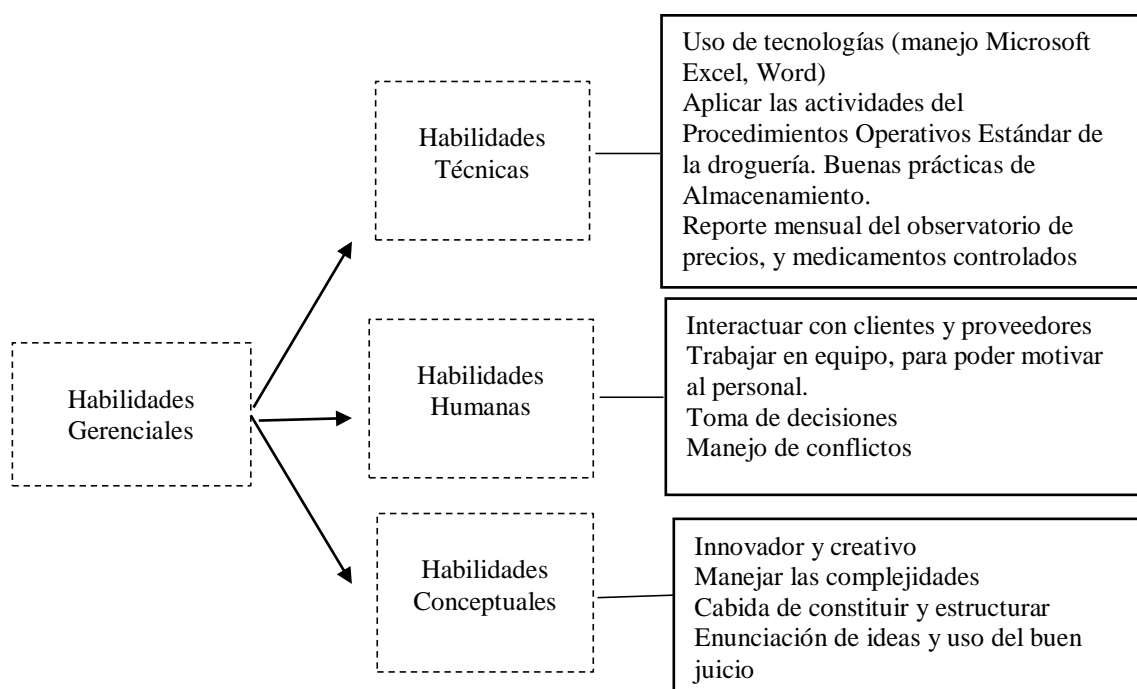 Habilidades
Gerenciales
Habilidades
Técnicas
Uso de tecnologías (manejo Microsoft
Excel, Word)
Aplicar las actividades del
Procedimientos Operativos Estándar de
la droguería. Buenas prácticas de
Almacenamiento.
Reporte mensual del observatorio de
precios, y medicamentos controlados
Habilidades
Humanas
Interactuar con clientes y proveedores
Trabajar en equipo, para poder motivar
al personal.
Toma de decisiones
Manejo de conflictos
Habilidades
Conceptuales
Innovador y creativo
Manejar las complejidades
Cabida de constituir y estructurar
Enunciación de ideas y uso del buen
juicio